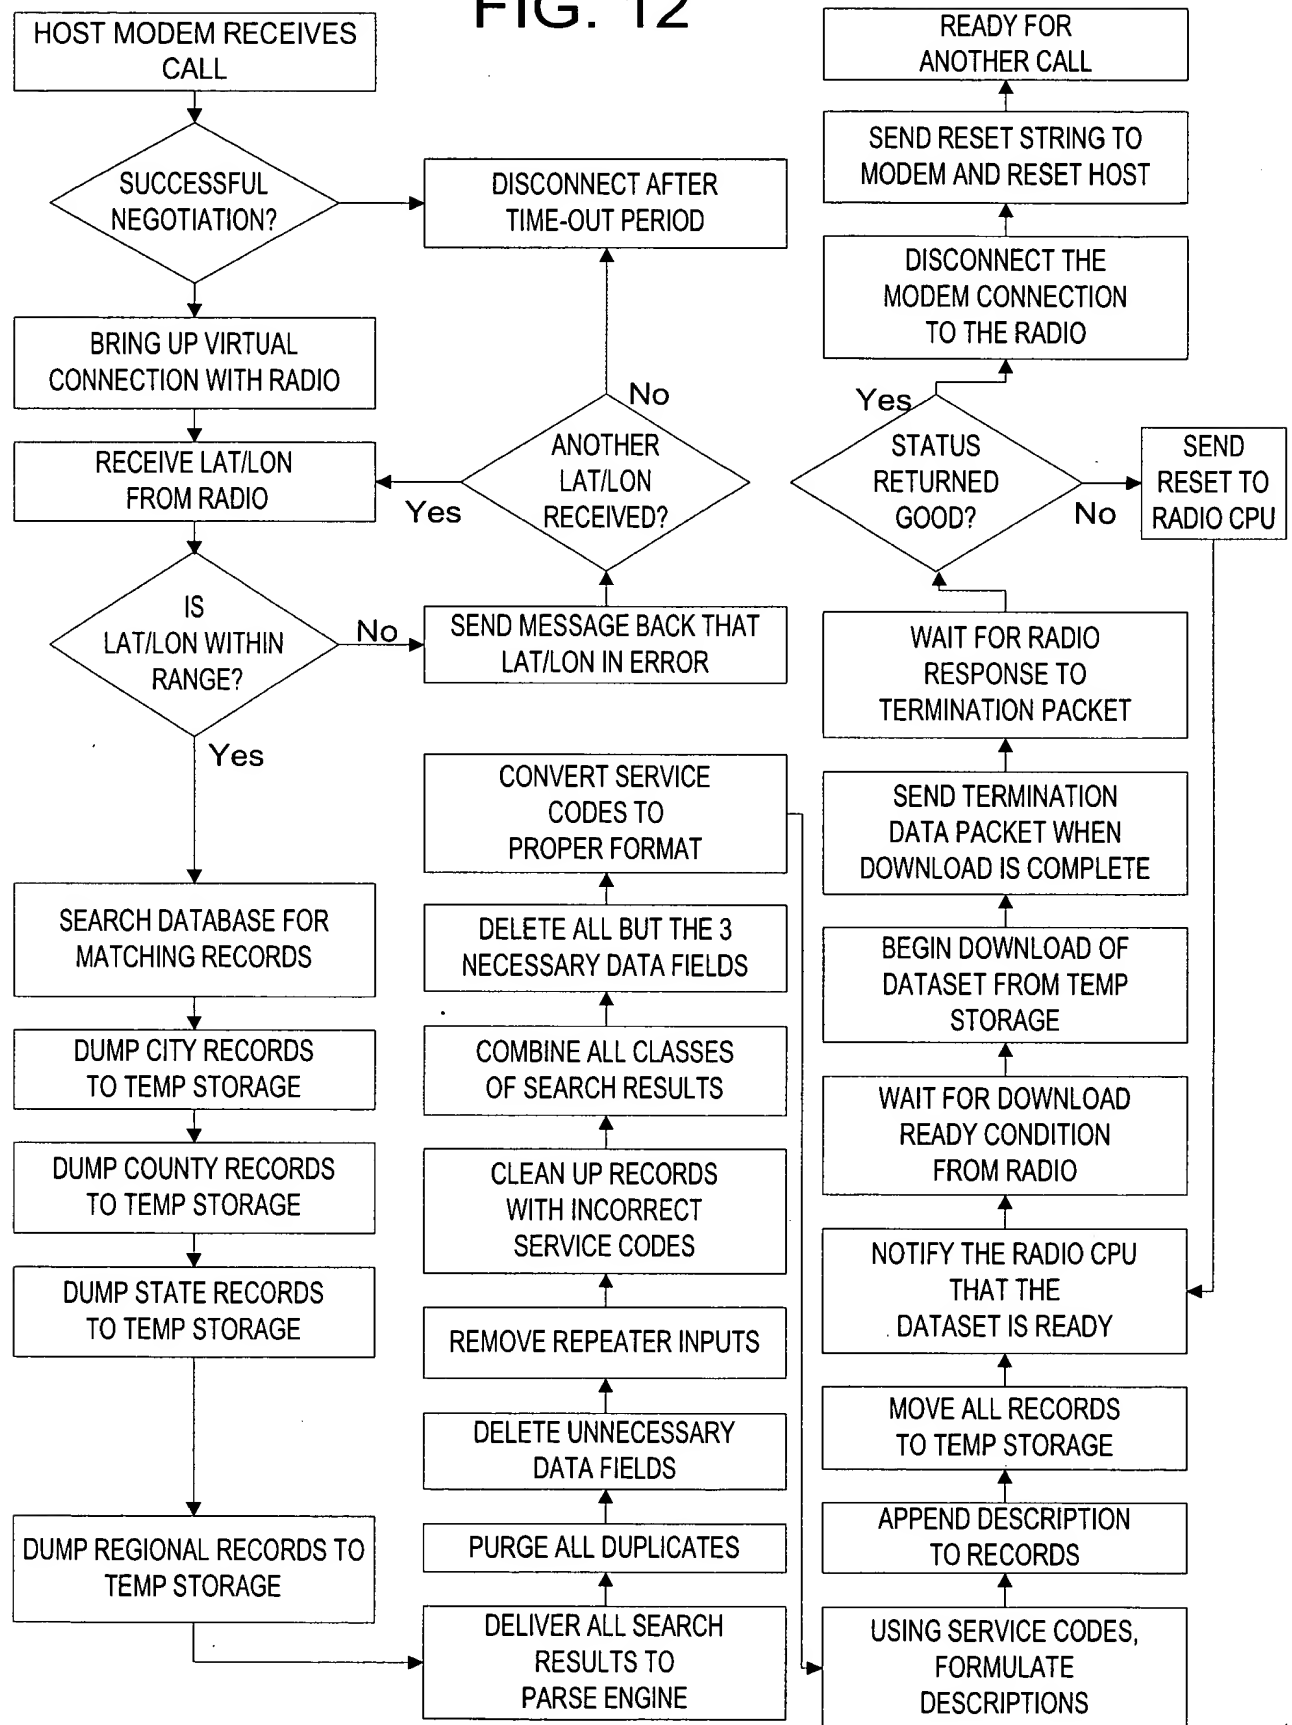 FIG. 12
HOST MODEM RECEIVES
CALL
SUCCESSFUL
NEGOTIATION?
DISCONNECT AFTER
TIME-OUT PERIOD
BRING UP VIRTUAL
CONNECTION WITH RADIO
RECEIVE LAT/LON
FROM RADIO
Yes
No
ANOTHER
LAT/LON
RECEIVED?
IS
LAT/LON WITHIN
RANGE?
No
SEND MESSAGE BACK THAT
LAT/LON IN ERROR
Yes
SEARCH DATABASE FOR
MATCHING RECORDS
DUMP CITY RECORDS
TO TEMP STORAGE
DUMP COUNTY RECORDS
TO TEMP STORAGE
DUMP STATE RECORDS
TO TEMP STORAGE
DUMP REGIONAL RECORDS TO
TEMP STORAGE
CONVERT SERVICE
CODES TO
PROPER FORMAT
DELETE ALL BUT THE 3
NECESSARY DATA FIELDS
COMBINE ALL CLASSES
OF SEARCH RESULTS
CLEAN UP RECORDS
WITH INCORRECT
SERVICE CODES
REMOVE REPEATER INPUTS
DELETE UNNECESSARY
DATA FIELDS
PURGE ALL DUPLICATES
DELIVER ALL SEARCH
RESULTS TO
PARSE ENGINE
READY FOR
ANOTHER CALL
SEND RESET STRING TO
MODEM AND RESET HOST
DISCONNECT THE
MODEM CONNECTION
TO THE RADIO
Yes
STATUS
RETURNED
GOOD?
No
SEND
RESET TO
RADIO CPU
WAIT FOR RADIO
RESPONSE TO
TERMINATION PACKET
SEND TERMINATION
DATA PACKET WHEN
DOWNLOAD IS COMPLETE
BEGIN DOWNLOAD OF
DATASET FROM TEMP
STORAGE
WAIT FOR DOWNLOAD
READY CONDITION
FROM RADIO
NOTIFY THE RADIO CPU
THAT THE
DATASET IS READY
MOVE ALL RECORDS
TO TEMP STORAGE
APPEND DESCRIPTION
TO RECORDS
USING SERVICE CODES,
FORMULATE
DESCRIPTIONS